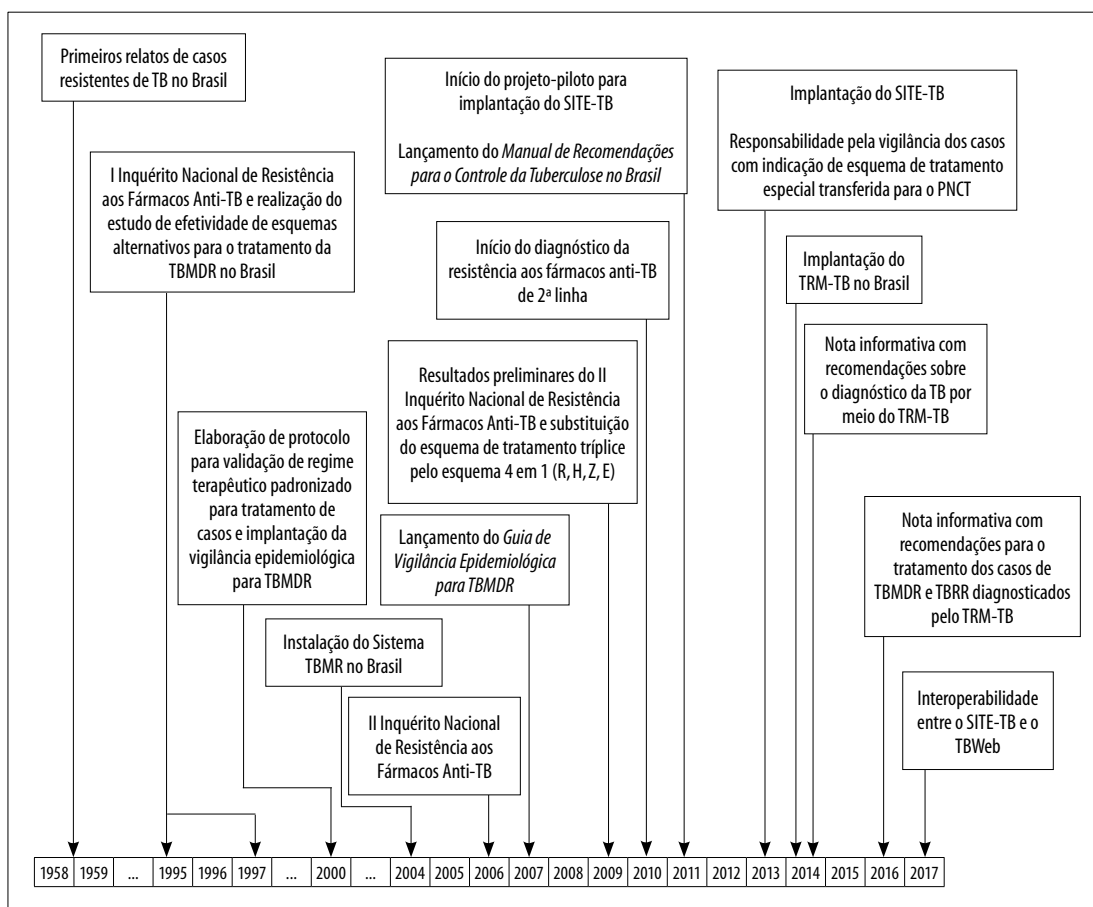 Primeiros relatos de casos
resistentes de TB no Brasil
I Inquérito Nacional de Resistência
aos Fármacos Anti-TB e realização do
estudo de efetividade de esquemas
alternativos para o tratamento da
TBMDR no Brasil
Elaboração de protocolo
para validação de regime
terapêutico padronizado
para tratamento de
casos e implantação da
vigilância epidemiológica
para TBMDR
Instalação do Sistema
TBMR no Brasil
II Inquérito Nacional
de Resistência aos
Fármacos Anti-TB
Lançamento do Guia de
Vigilância Epidemiológica
para TBMDR
Resultados preliminares do II
Inquérito Nacional de Resistência
aos Fármacos Anti-TB e substituição
do esquema de tratamento tríplice
pelo esquema 4 em 1 (R, H, Z, E)
Início do diagnóstico da
resistência aos fármacos anti-TB
de 2ª linha
Início do projeto-piloto para
implantação do SITE-TB
Lançamento do Manual de Recomendações
para o Controle da Tuberculose no Brasil
Implantação do SITE-TB
Responsabilidade pela vigilância dos casos
com indicação de esquema de tratamento
especial transferida para o PNCT
Implantação do
TRM-TB no Brasil
Nota informativa com
recomendações sobre
o diagnóstico da TB por
meio do TRM-TB
Nota informativa com
recomendações para o
tratamento dos casos de
TBMDR e TBRR diagnosticados
pelo TRM-TB
Interoperabilidade
entre o SITE-TB e o
TBWeb
1958 1959 ... 1995 1996 1997 ... 2000 ... 2004 2005 2006 2007 2008 2009 2010 2011 2012 2013 2014 2015 2016 2017